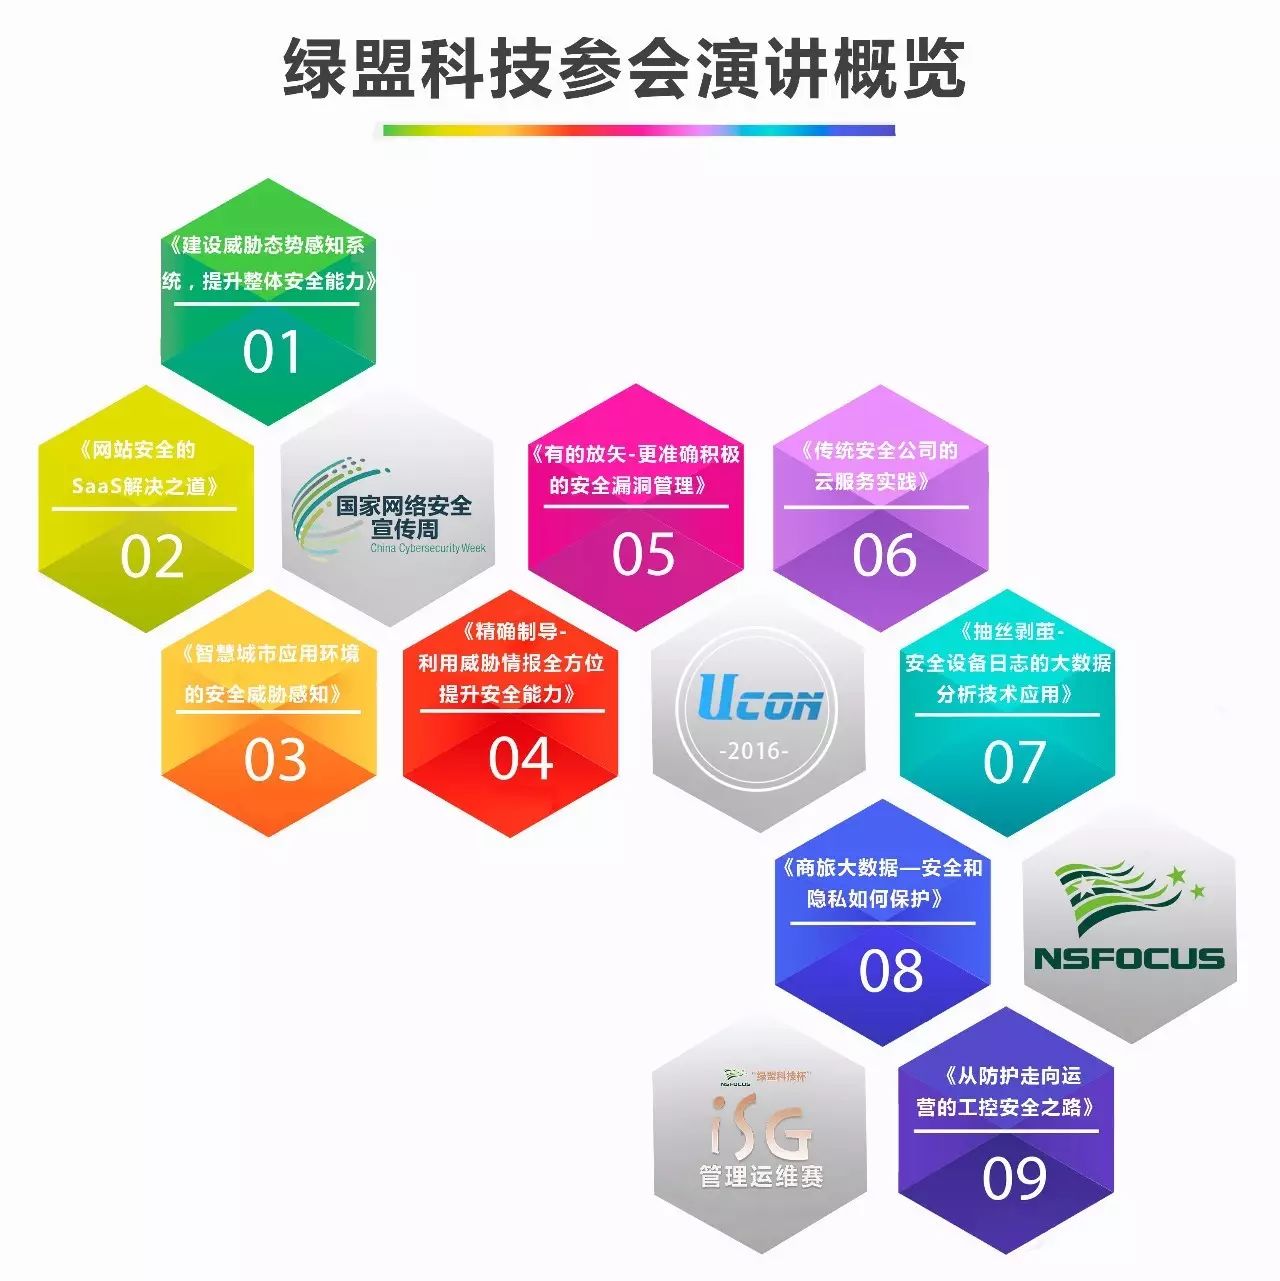 绿盟科技参会演讲概览
《建设威胁态势感知系
统，提升整体安全能力》
01
《网站安全的
SaaS解决之道》
02
国家网络安全
宣传周
China Cybersecurity Week
《有的放矢-更准确积极
的安全漏洞管理》
05
《传统安全公司的
云服务实践》
06
《智慧城市应用环境
的安全威胁感知》
03
《精确制导-
利用威胁情报全方位
提升安全能力》
04
UCON
-2016-
《抽丝剥茧-
安全设备日志的大数据
分析技术应用》
07
《商旅大数据—安全和
隐私如何保护》
08
NSFOCUS
NSFOCUS
"绿盟科技杯"
iSG
管理运维赛
《从防护走向运
营的工控安全之路》
09